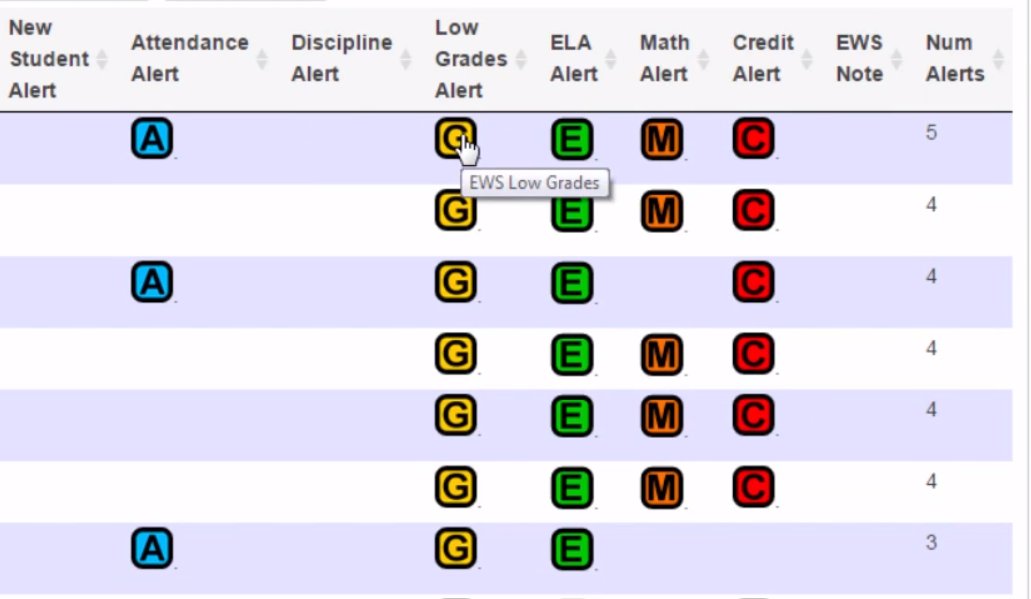 New Student Alert
Attendance Alert
Discipline Alert
Low Grades Alert
ELA Alert
Math Alert
Credit Alert
EWS Note
Num Alerts
A G E M C 5
EWS Low Grades
G E M C 4
A G E C 4
G E M C 4
G E M C 4
G E M C 4
A G E 3